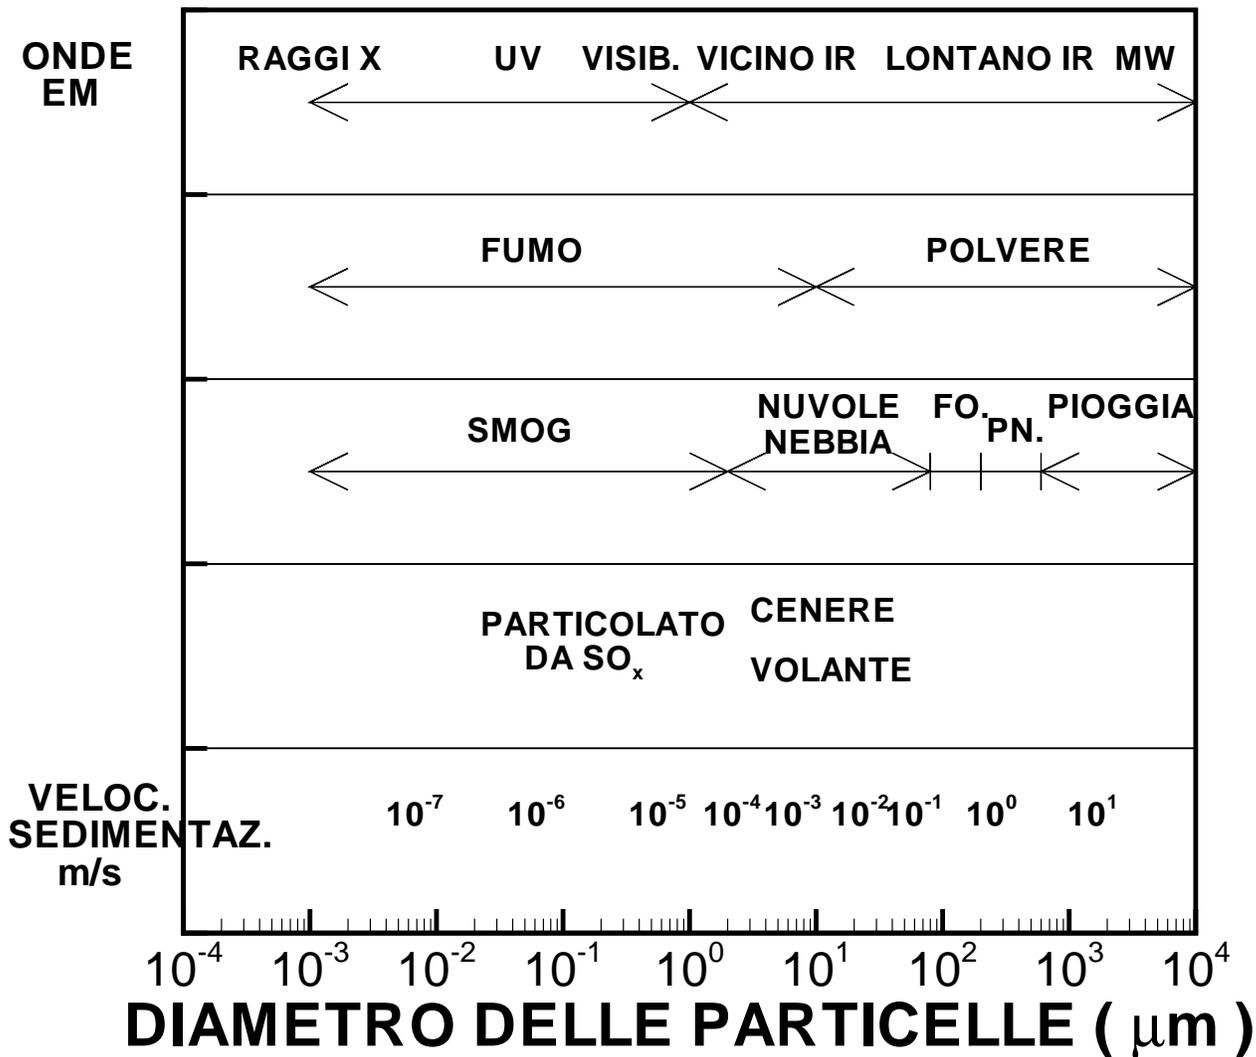 ONDE
EM
RAGGI X UV VISIB. VICINO IR LONTANO IR MW
FUMO POLVERE
SMOG
NUVOLE
NEBBIA
FO.
PN.
PIOGGIA
PARTICOLATO
DA SOₓ
CENERE
VOLANTE
VELOC.
SEDIMENTAZ.
m/s
10⁻⁷ 10⁻⁶ 10⁻⁵ 10⁻⁴ 10⁻³ 10⁻² 10⁻¹ 10⁰ 10¹
10⁻⁴ 10⁻³ 10⁻² 10⁻¹ 10⁰ 10¹ 10² 10³ 10⁴
DIAMETRO DELLE PARTICELLE ( μm )